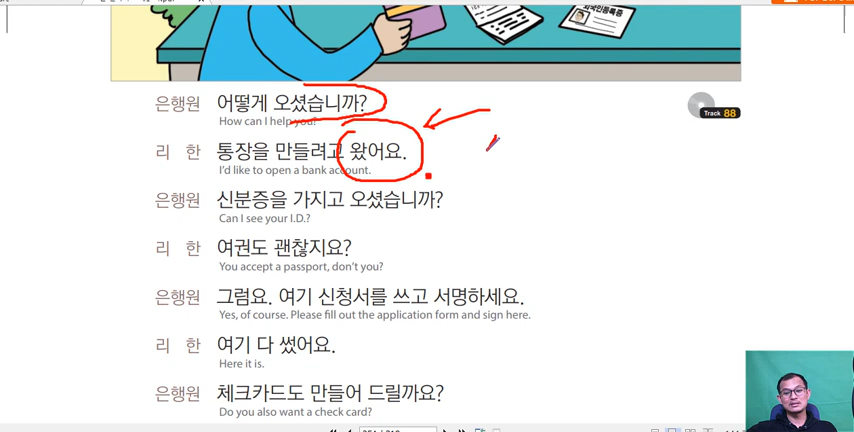 외국인등록증
은행원 어떻게 오셨습니까?
How can I help you?
Track 88
리 한 통장을 만들려고 왔어요.
I'd like to open a bank account.
은행원 신분증을 가지고 오셨습니까?
Can I see your I.D.?
리 한 여권도 괜찮지요?
You accept a passport, don't you?
은행원 그럼요. 여기 신청서를 쓰고 서명하세요.
Yes, of course. Please fill out the application form and sign here.
리 한 여기 다 썼어요.
Here it is.
은행원 체크카드도 만들어 드릴까요?
Do you also want a check card?